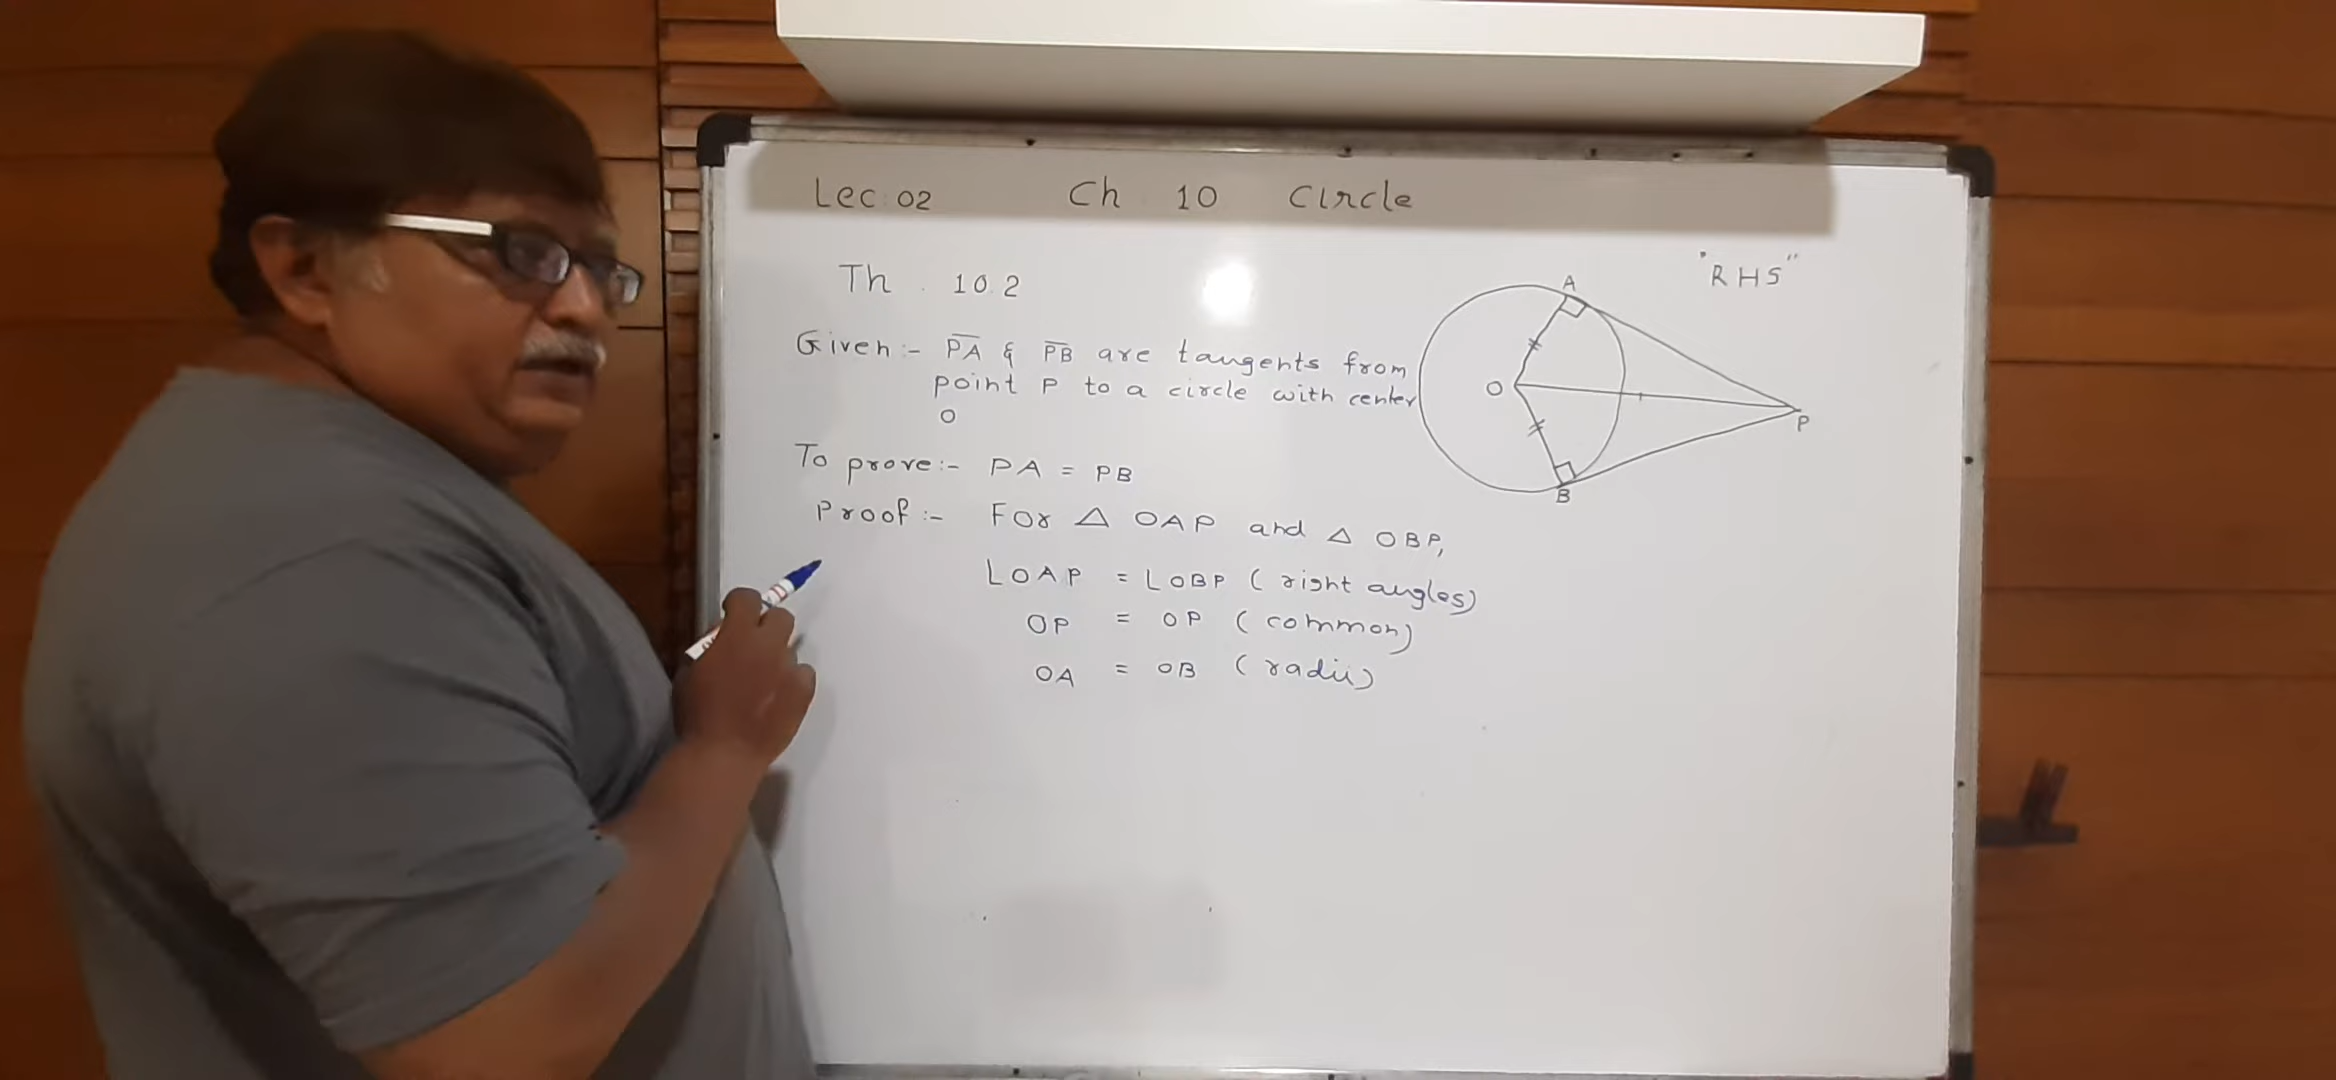 Lec: 02 Ch 10 Circle
"RHS"
Th. 10.2
Given:- PA & PB are tangents from
point P to a circle with center
O
To prove:- PA = PB
Proof:- For △ OAP and △ OBP,
∠OAP = ∠OBP (right angles)
OP = OP (common)
OA = OB (radii)
A
O
P
B